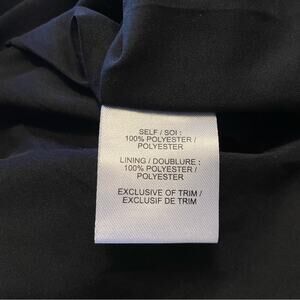 SELF / SOI :
100% POLYESTER /
POLYESTER
LINING / DOUBLURE :
100% POLYESTER /
POLYESTER
EXCLUSIVE OF TRIM /
EXCLUSIF DE TRIM